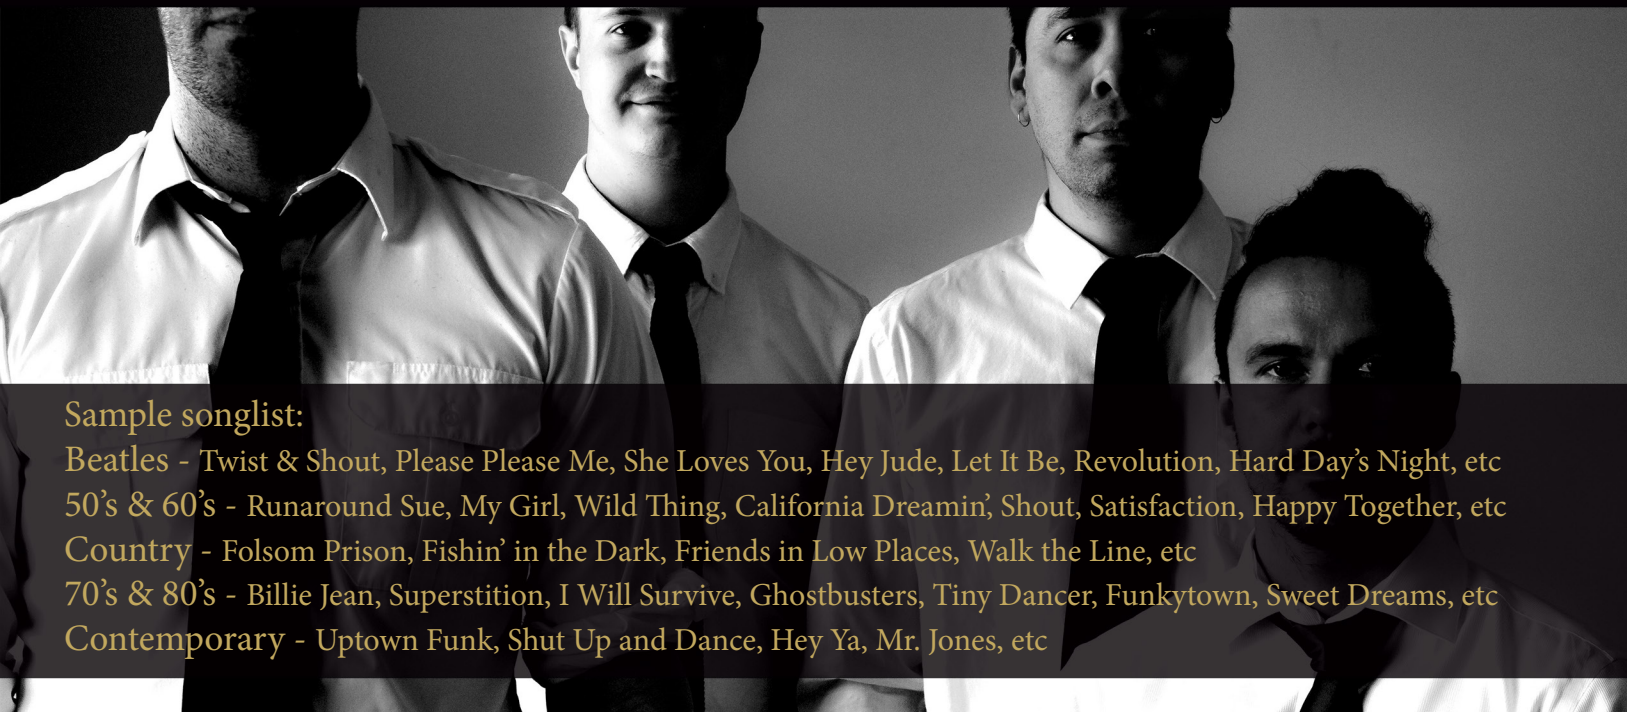 Sample songlist:
Beatles - Twist & Shout, Please Please Me, She Loves You, Hey Jude, Let It Be, Revolution, Hard Day’s Night, etc
50’s & 60’s - Runaround Sue, My Girl, Wild Thing, California Dreamin’, Shout, Satisfaction, Happy Together, etc
Country - Folsom Prison, Fishin’ in the Dark, Friends in Low Places, Walk the Line, etc
70’s & 80’s - Billie Jean, Superstition, I Will Survive, Ghostbusters, Tiny Dancer, Funkytown, Sweet Dreams, etc
Contemporary - Uptown Funk, Shut Up and Dance, Hey Ya, Mr. Jones, etc